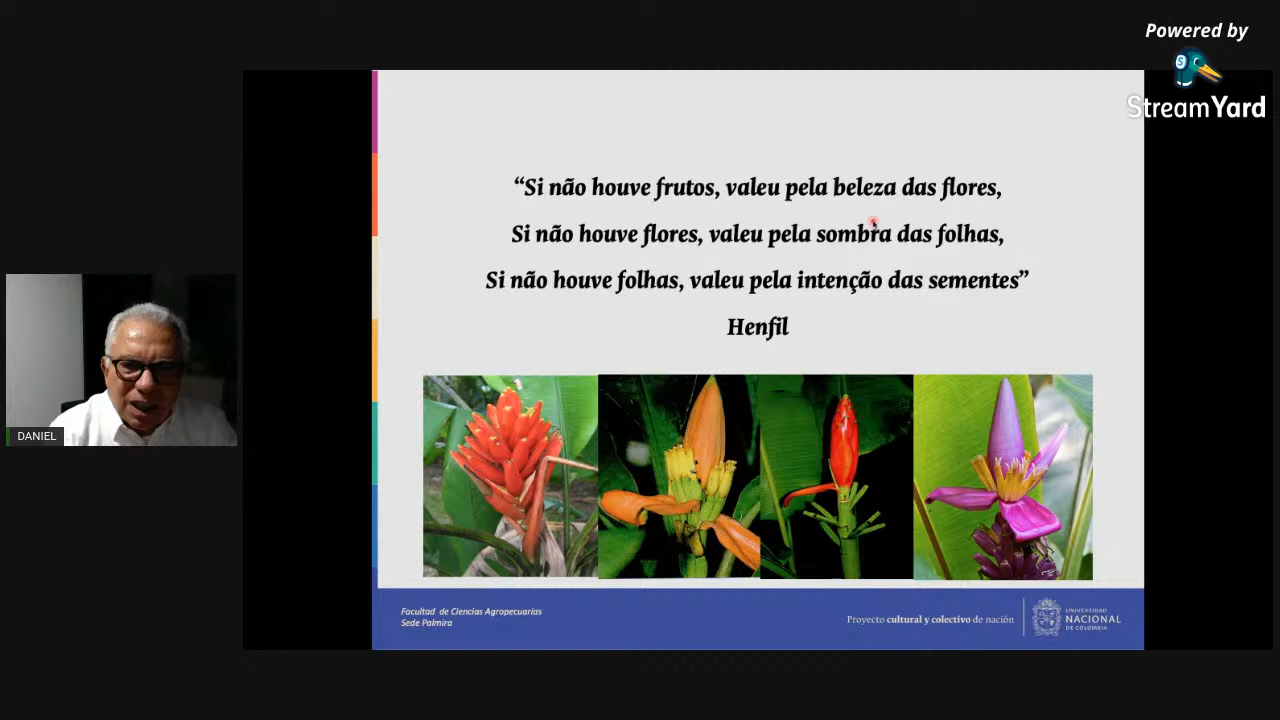 Powered by
StreamYard
“Si não houve frutos, valeu pela beleza das flores,
Si não houve flores, valeu pela sombra das folhas,
Si não houve folhas, valeu pela intenção das sementes”
Henfil
DANIEL
Facultad de Ciencias Agropecuarias
Sede Palmira
Proyecto cultural y colectivo de nación
UNIVERSIDAD
NACIONAL
DE COLOMBIA